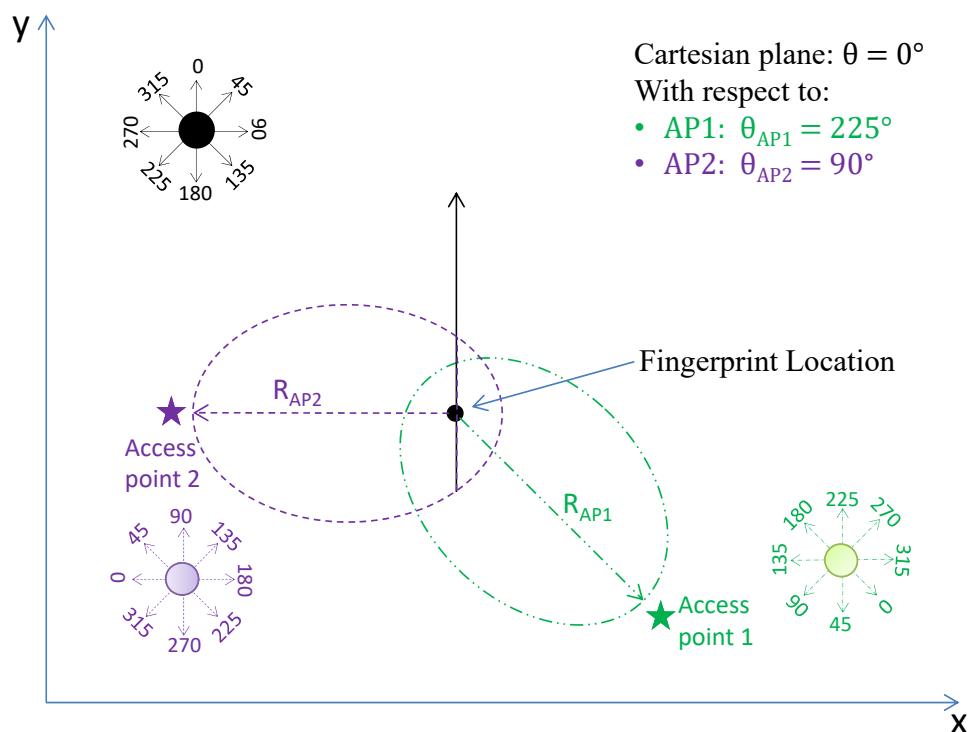 y
Cartesian plane: θ = 0°
With respect to:
• AP1: θAP1 = 225°
• AP2: θAP2 = 90°
0
45
90
135
180
225
270
315
Fingerprint Location
RAP2
Access
point 2
RAP1
Access
point 1
90
135
180
225
270
315
0
45
225
270
315
0
45
90
135
180
x